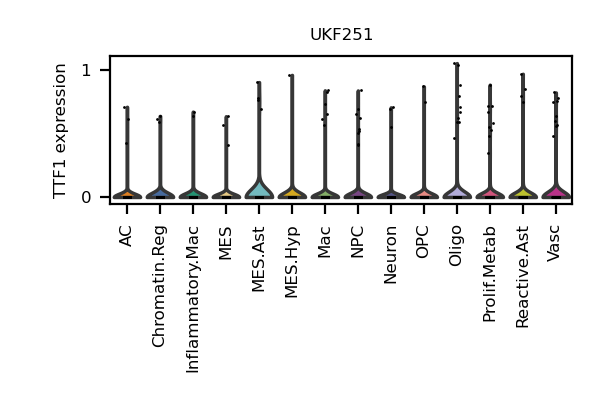 UKF251
TTF1 expression
1
0
AC
Chromatin.Reg
Inflammatory.Mac
MES
MES.Ast
MES.Hyp
Mac
NPC
Neuron
OPC
Oligo
Prolif.Metab
Reactive.Ast
Vasc